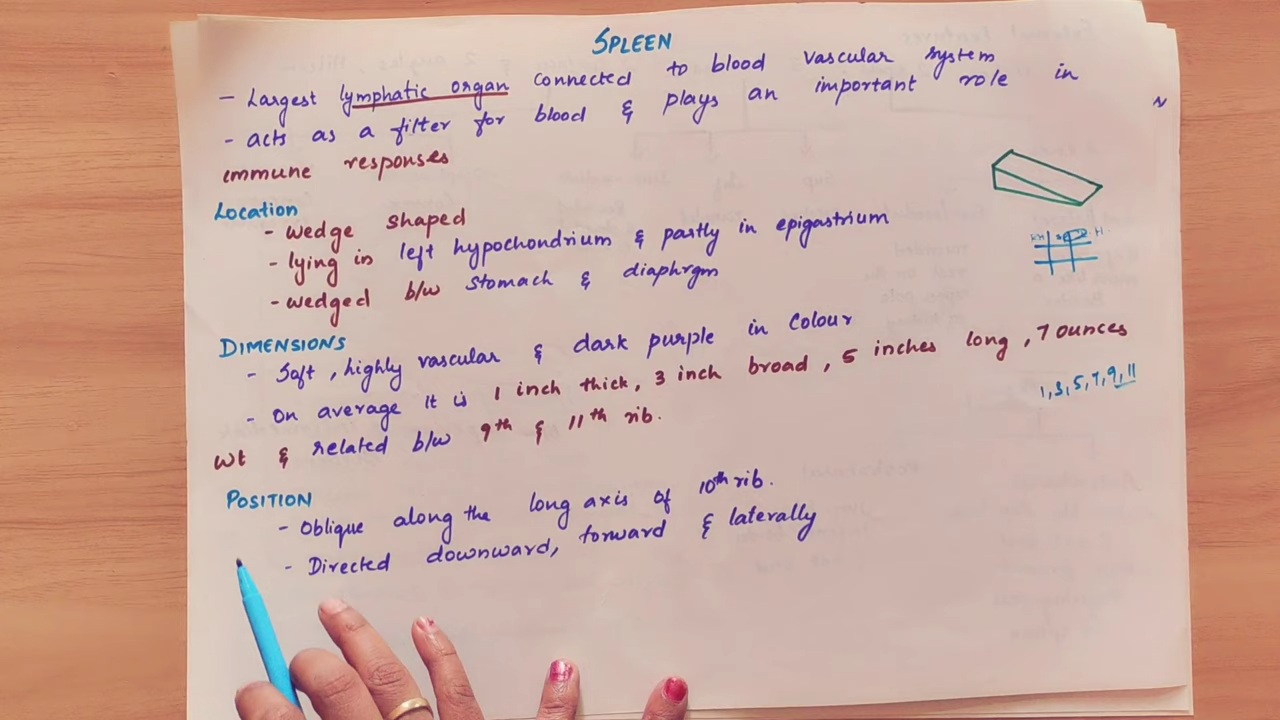 SPLEEN
- Largest lymphatic organ connected to blood vascular system
- acts as a filter for blood & plays an important role in
immune responses
Location
- wedge shaped
- lying in left hypochondrium & partly in epigastrium
- wedged b/w stomach & diaphrgm
DIMENSIONS
- Soft, highly vascular & dark purple in colour
- On average it is 1 inch thick, 3 inch broad, 5 inches long, 7 ounces
1,3,5,7,9,11
wt & related b/w 9th & 11th rib.
POSITION
- Oblique along the long axis of 10th rib.
- Directed downward, forward & laterally